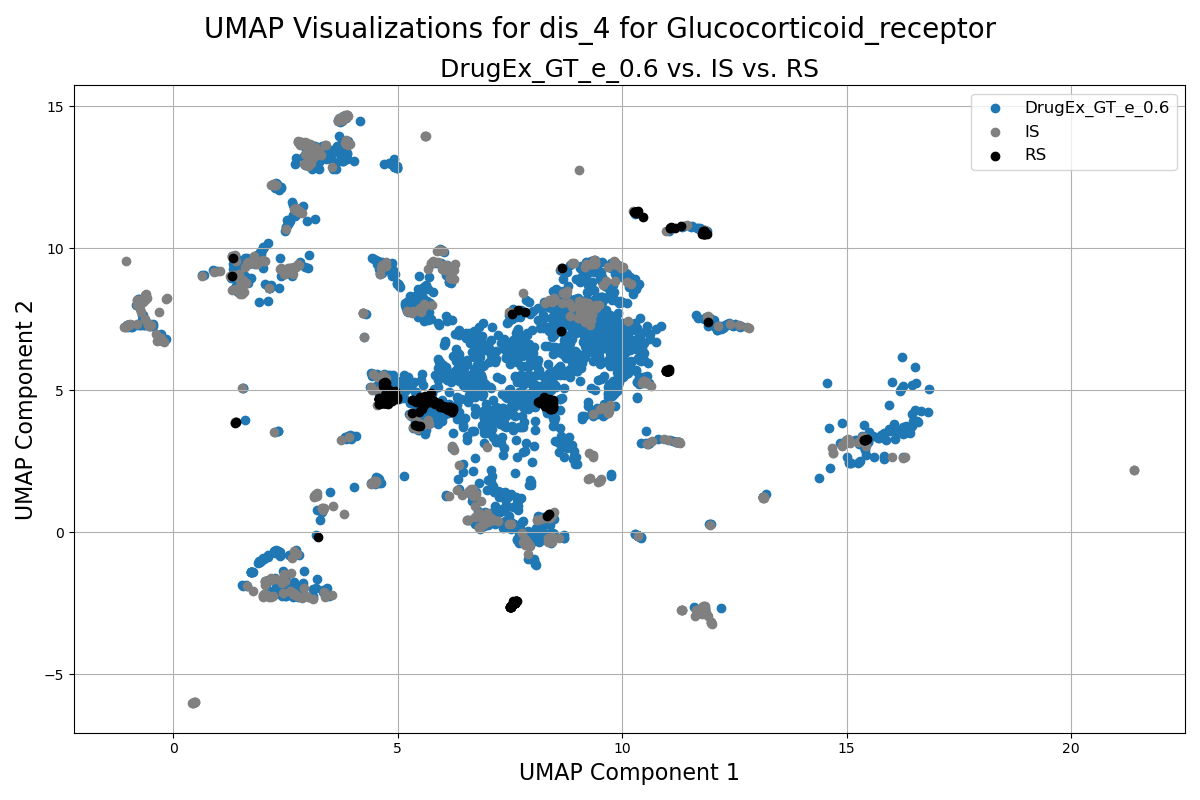 UMAP Visualizations for dis_4 for Glucocorticoid_receptor
DrugEx_GT_e_0.6 vs. IS vs. RS
DrugEx_GT_e_0.6
IS
RS
15
10
5
0
−5
UMAP Component 2
0
5
10
15
20
UMAP Component 1